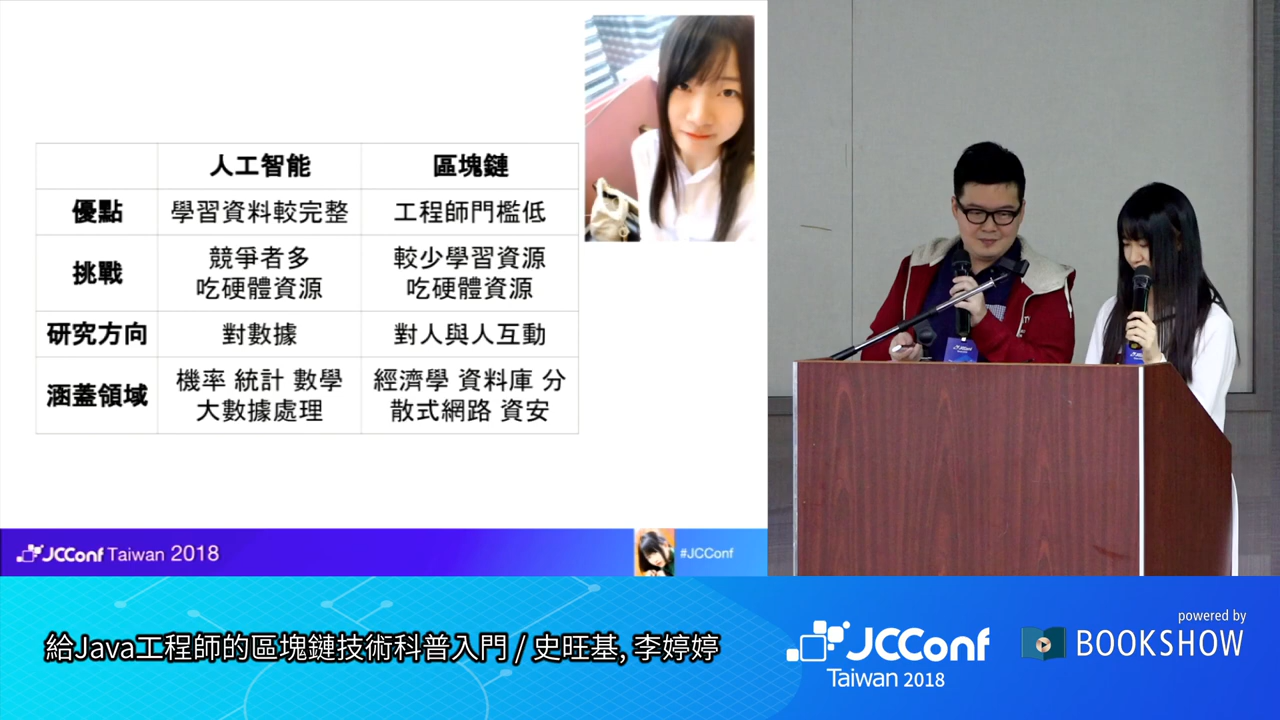 人工智能 區塊鏈
優點 學習資料較完整 工程師門檻低
挑戰 競爭者多 較少學習資源
吃硬體資源 吃硬體資源
研究方向 對數據 對人與人互動
涵蓋領域 機率 統計 數學 經濟學 資料庫 分
大數據處理 散式網路 資安
JCConf Taiwan 2018
#JCConf
JCConf
給Java工程師的區塊鏈技術科普入門 / 史旺基, 李婷婷
JCConf
Taiwan 2018
powered by
BOOKSHOW